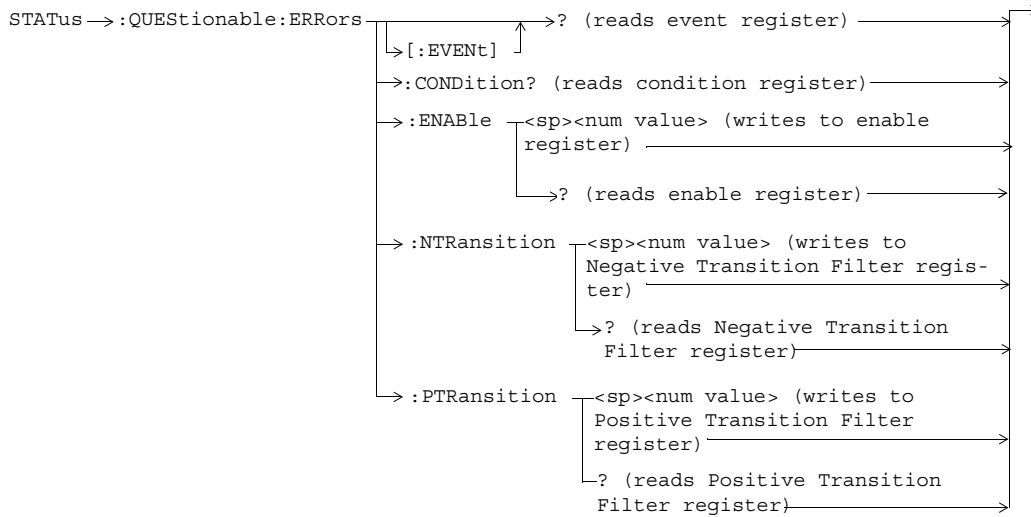 STATus :QUEStionable:ERRors ? (reads event register)
[:EVENt]
:CONDition? (reads condition register)
:ENABle <sp><num value> (writes to enable
register)
? (reads enable register)
:NTRansition <sp><num value> (writes to
Negative Transition Filter regis-
ter)
? (reads Negative Transition
Filter register)
:PTRansition <sp><num value> (writes to
Positive Transition Filter
register)
? (reads Positive Transition
Filter register)